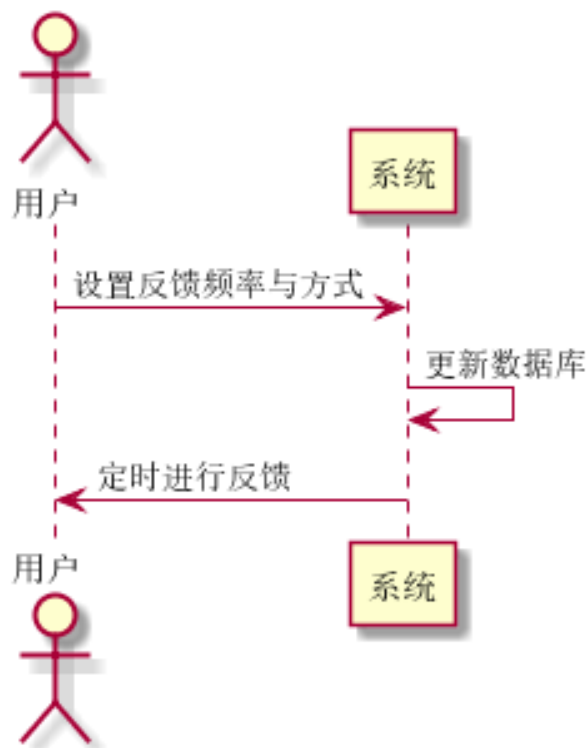 用户
系统
设置反馈频率与方式
更新数据库
定时进行反馈
用户
系统